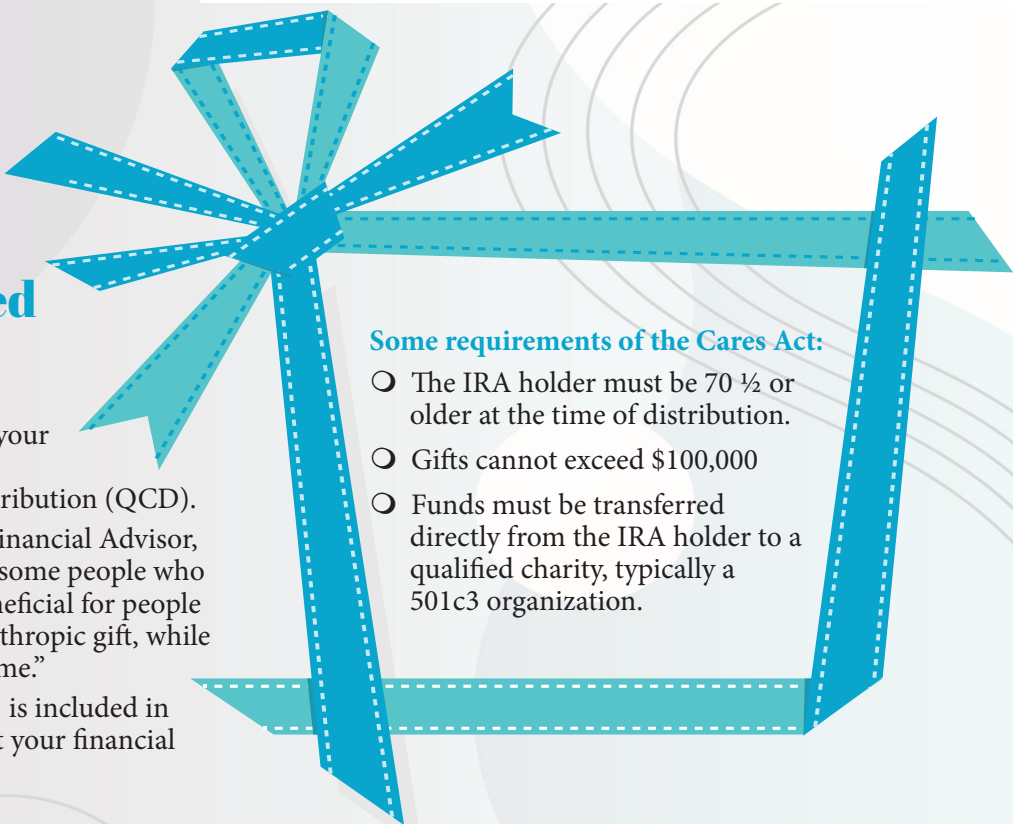 ed
your
tribution (QCD).
inancial Advisor,
some people who
neficial for people
thropic gift, while
me.”
is included in
t your financial
Some requirements of the Cares Act:
❍ The IRA holder must be 70 ½ or
older at the time of distribution.
❍ Gifts cannot exceed $100,000
❍ Funds must be transferred
directly from the IRA holder to a
qualified charity, typically a
501c3 organization.